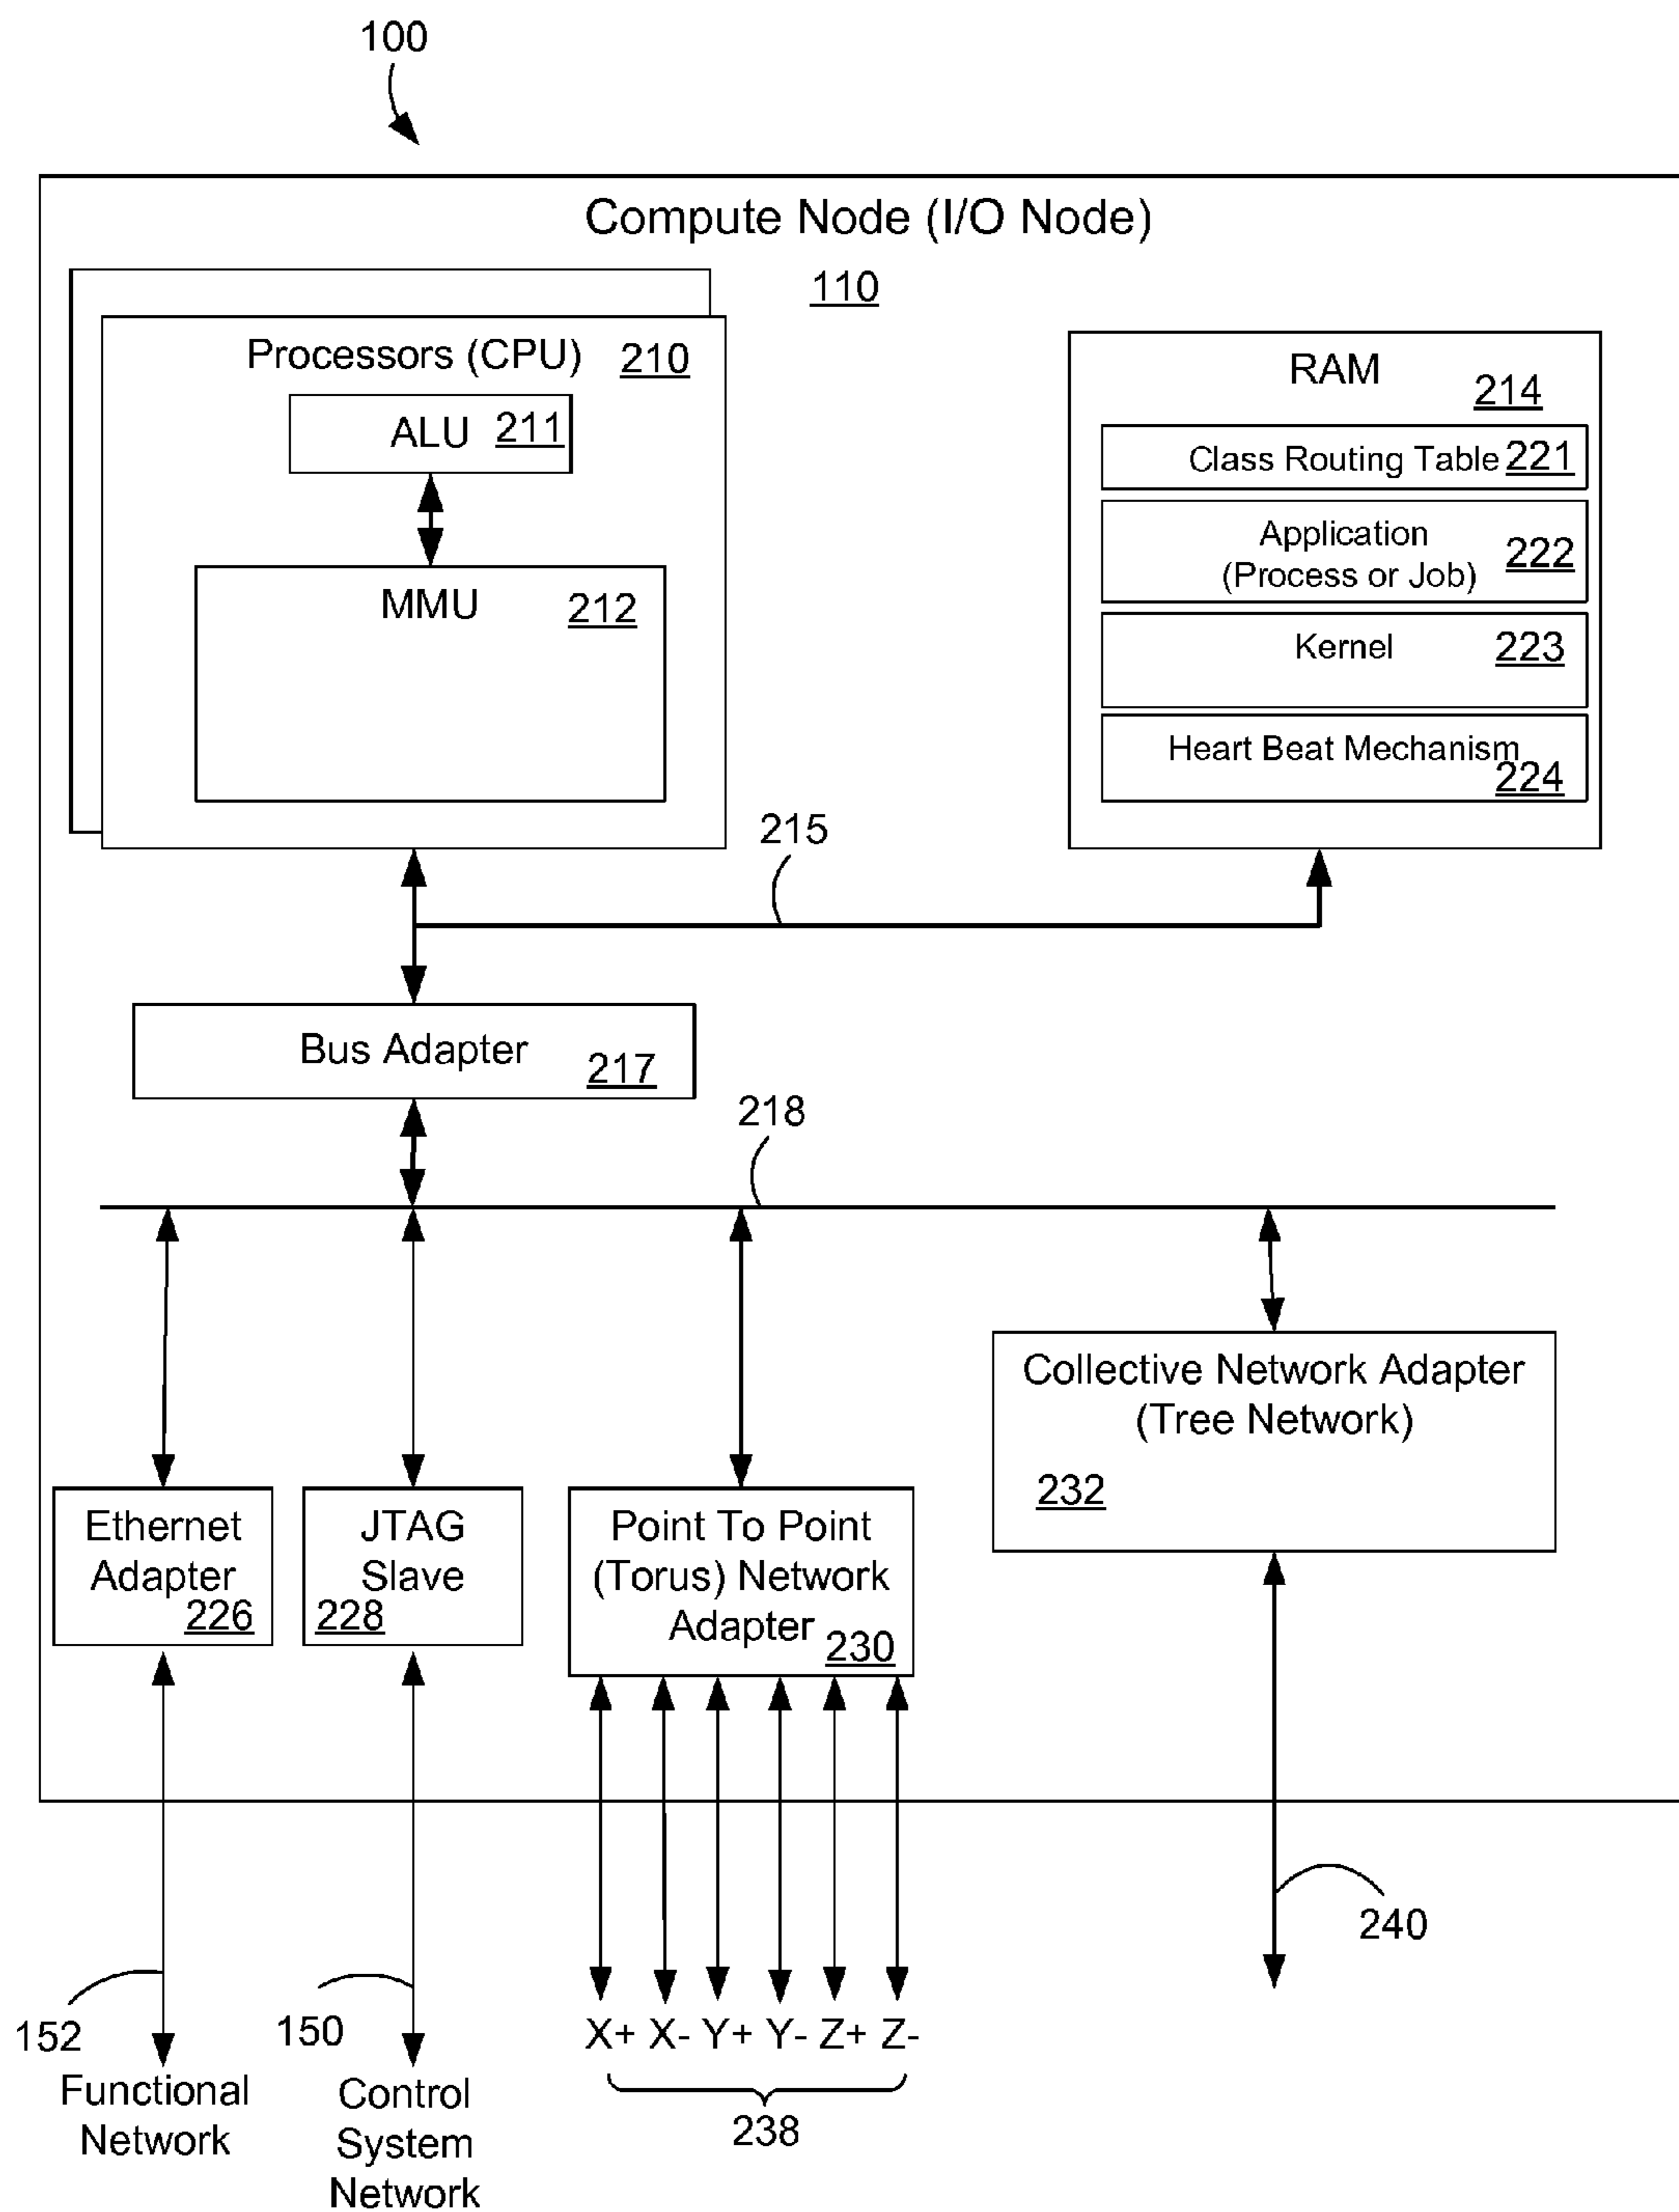 100
Compute Node (I/O Node)
110
Processors (CPU) 210
ALU 211
MMU 212
RAM
214
Class Routing Table 221
Application
(Process or Job)
222
Kernel 223
Heart Beat Mechanism
224
215
Bus Adapter 217
218
Collective Network Adapter
(Tree Network)
232
Ethernet
Adapter
226
JTAG
Slave
228
Point To Point
(Torus) Network
Adapter 230
240
152
150
X+ X- Y+ Y- Z+ Z-
238
Functional
Network
Control
System
Network